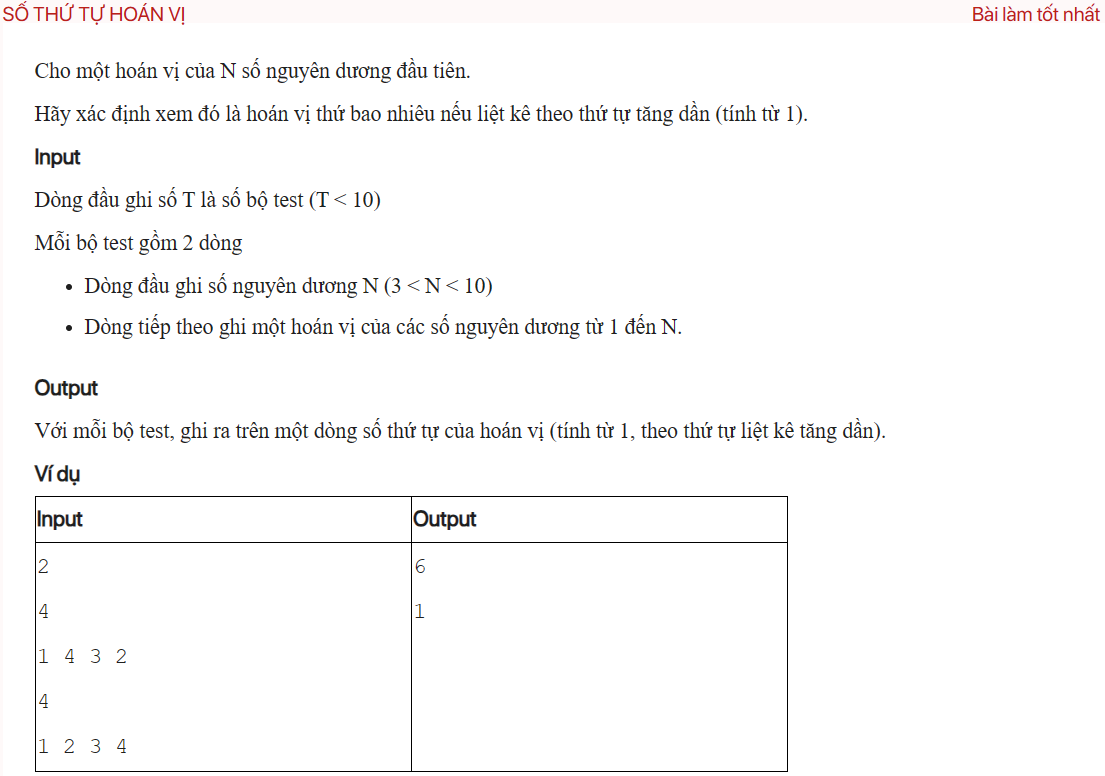 SỐ THỨ TỰ HOÁN VỊ
Bài làm tốt nhất
Cho một hoán vị của N số nguyên dương đầu tiên.
Hãy xác định xem đó là hoán vị thứ bao nhiêu nếu liệt kê theo thứ tự tăng dần (tính từ 1).
Input
Dòng đầu ghi số T là số bộ test (T < 10)
Mỗi bộ test gồm 2 dòng
• Dòng đầu ghi số nguyên dương N (3 < N < 10)
• Dòng tiếp theo ghi một hoán vị của các số nguyên dương từ 1 đến N.
Output
Với mỗi bộ test, ghi ra trên một dòng số thứ tự của hoán vị (tính từ 1, theo thứ tự liệt kê tăng dần).
Ví dụ
Input Output
2
4
1 4 3 2
4
1 2 3 4
6
1